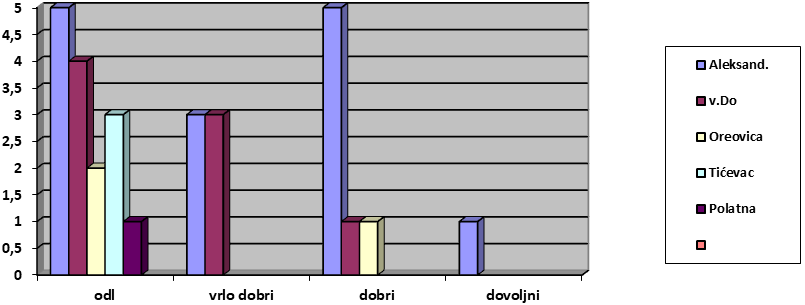 5
4,5
4
3,5
3
2,5
2
1,5
1
0,5
0
odl
vrlo dobri
dobri
dovoljni
Aleksand.
v.Do
Oreovica
Tićevac
Polatna